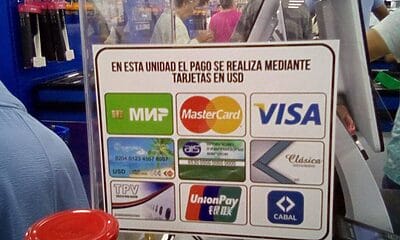 EN ESTA UNIDAD EL PAGO SE REALIZA MEDIANTE
TARJETAS EN USD
МИР
MasterCard
VISA
USD
AIS
Clásica
TPV
UnionPay
银联
CABAL